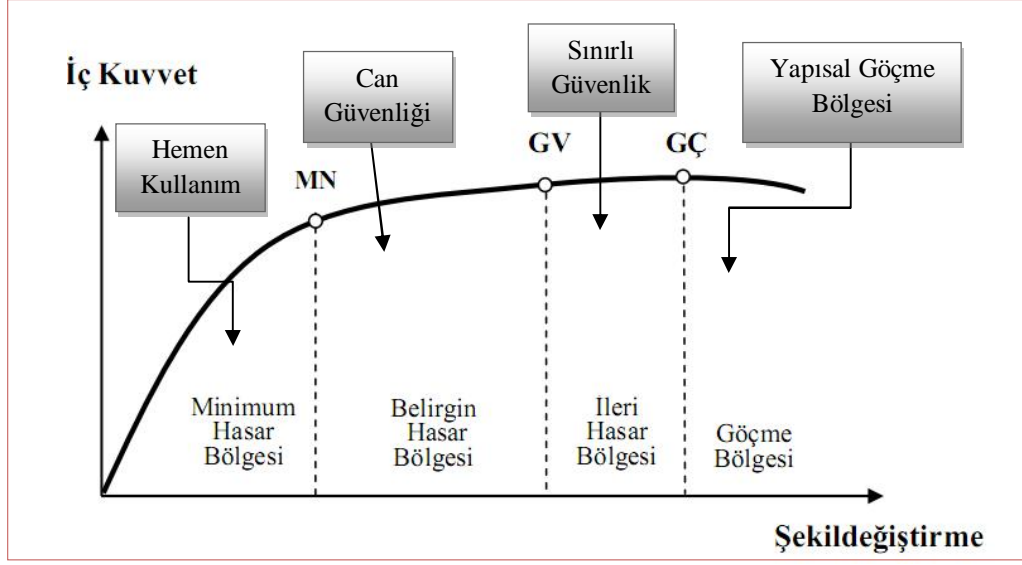 İç Kuvvet
Hemen
Kullanım
Can
Güvenliği
Sınırlı
Güvenlik
Yapısal Göçme
Bölgesi
MN
GV
GÇ
Minimum
Hasar
Bölgesi
Belirgin
Hasar
Bölgesi
İleri
Hasar
Bölgesi
Göçme
Bölgesi
Şekildeğiştirme